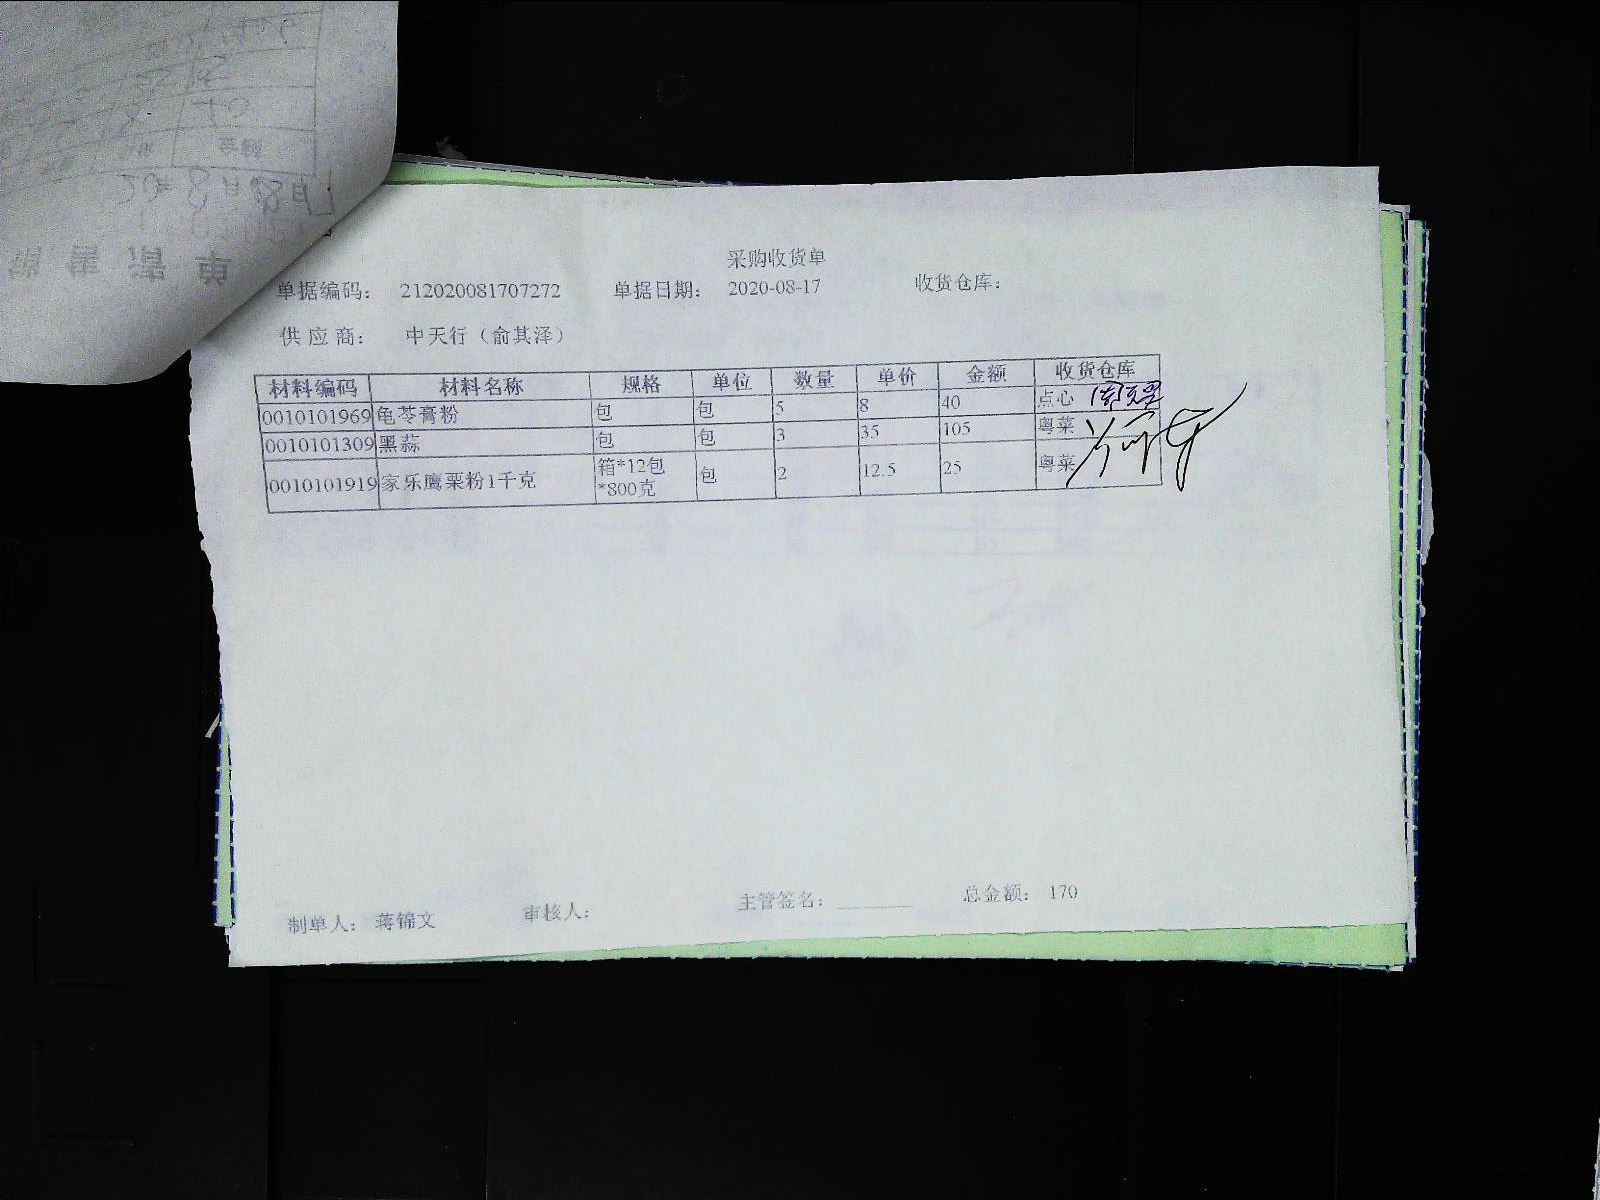 采购收货单
单据编码： 212020081707272 单据日期： 2020-08-17 收货仓库：
供 应 商： 中天行（俞其泽）
材料编码 材料名称 规格 单位 数量 单价 金额 收货仓库
0010101969 龟苓膏粉 包 包 5 8 40 点心
0010101309 黑蒜 包 包 3 35 105 粤菜
0010101919 家乐鹰栗粉1千克 箱*12包*800克 包 2 12.5 25 粤菜
制单人： 蒋锦文 审核人： 主管签名： 总金额： 170